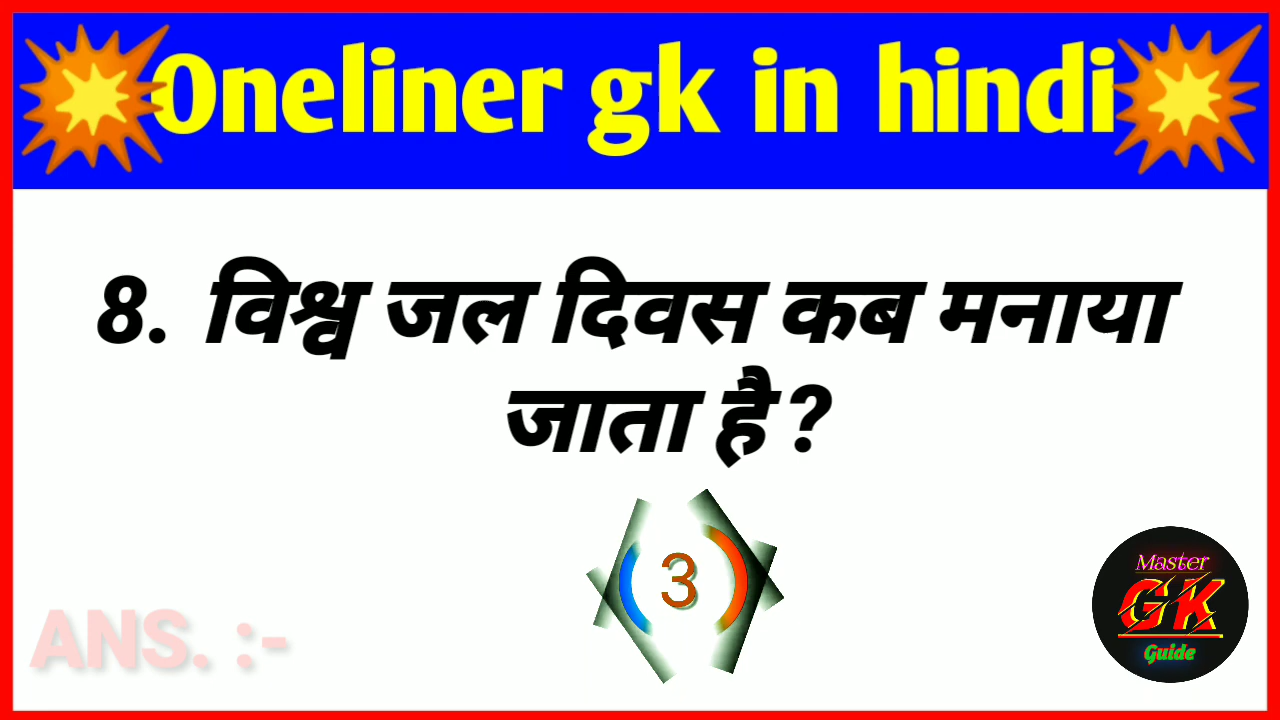 Oneliner gk in hindi
8. विश्व जल दिवस कब मनाया
जाता है ?
3
ANS. :-
Master
GK
Guide